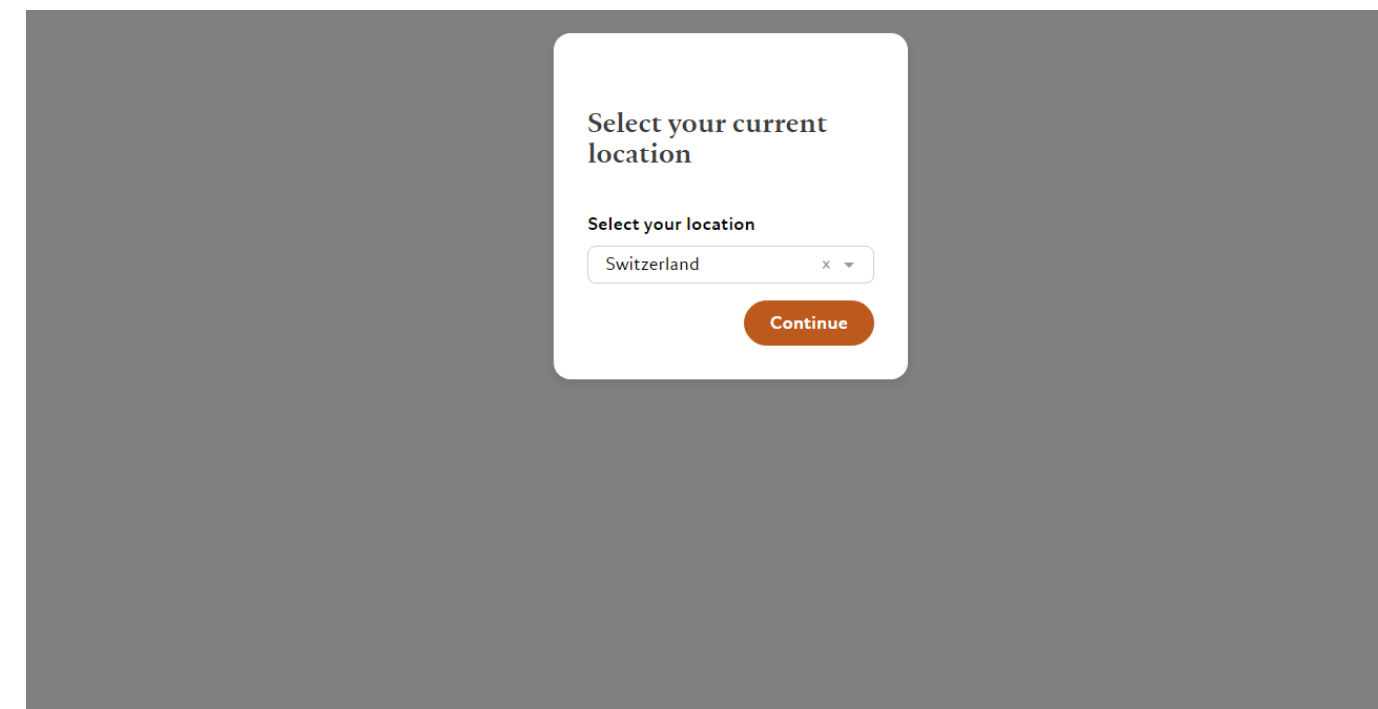 Select your current
location
Select your location
Switzerland x
Continue